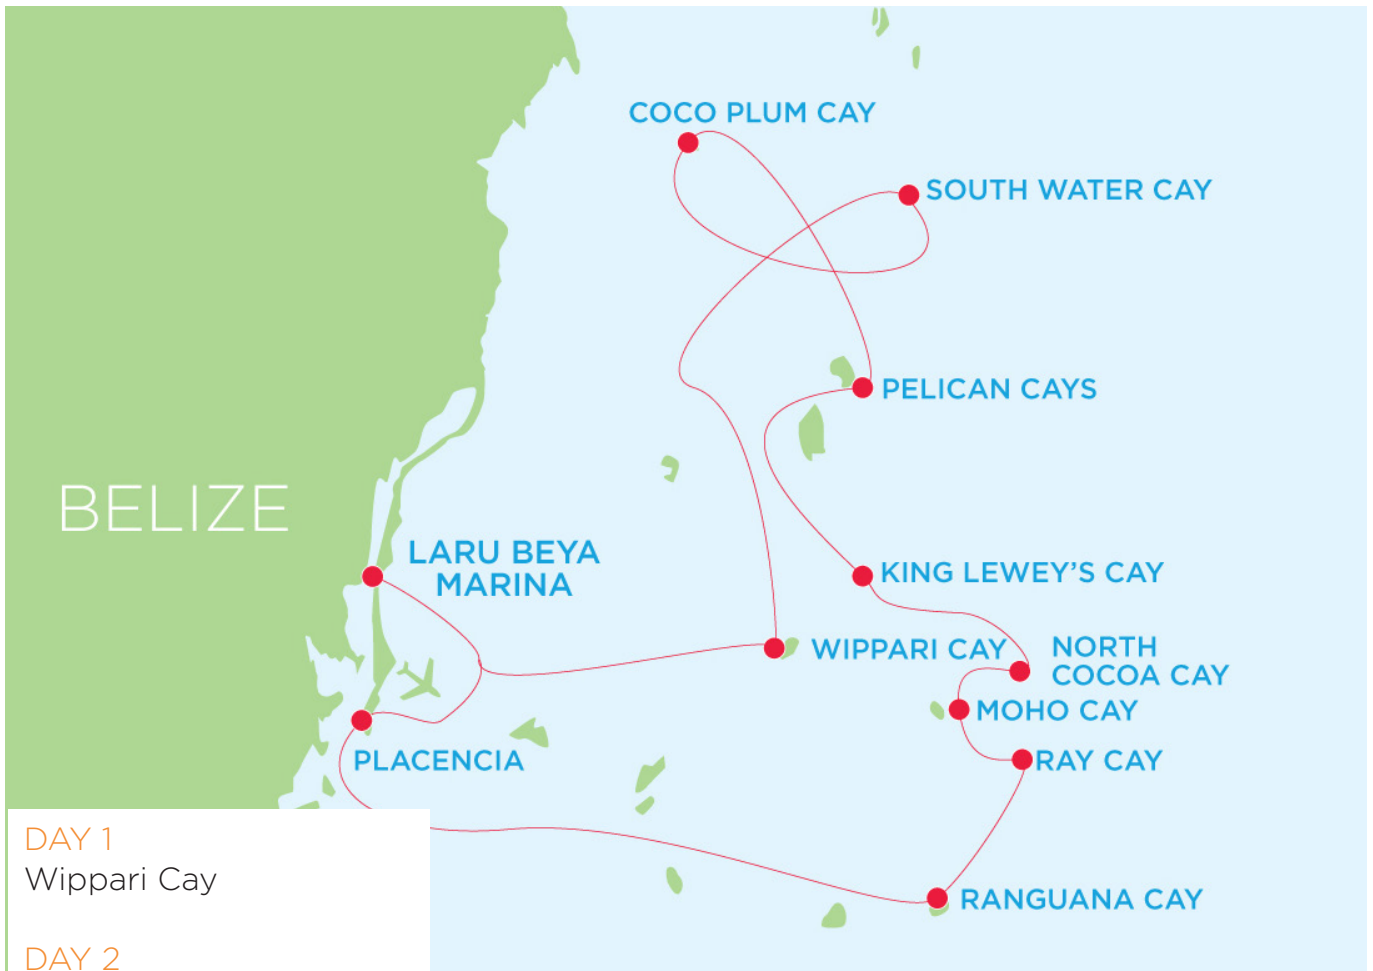 COCO PLUM CAY
SOUTH WATER CAY
PELICAN CAYS
BELIZE
LARU BEYA
MARINA
KING LEWEY'S CAY
WIPPARI CAY
NORTH
COCOA CAY
MOHO CAY
PLACENCIA
RAY CAY
RANGUANA CAY
DAY 1
Wippari Cay
DAY 2